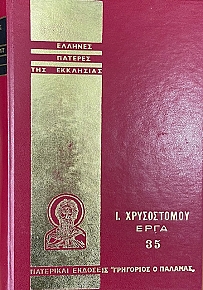 ΕΛΛΗΝΕΣ
ΠΑΤΕΡΕΣ
ΤΗΣ ΕΚΚΛΗΣΙΑΣ
Ι. ΧΡΥΣΟΣΤΟΜΟΥ
ΕΡΓΑ
35
ΠΑΤΕΡΙΚΑΙ ΕΚΔΟΣΕΙΣ "ΓΡΗΓΟΡΙΟΣ Ο ΠΑΛΑΜΑΣ"